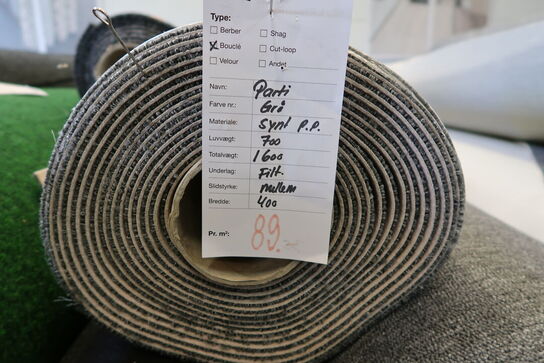 Type:
☐ Berber ☐ Shag
☒ Bouclé ☐ Cut-loop
☐ Velour ☐ Andet
Navn: Parti
Farve nr.: Grå
Materiale: Synt P.P.
Luvvægt: 700
Totalvægt: 1600
Underlag: Filt
Slidstyrke: mellem
Bredde: 400
Pr. m²: 89.-